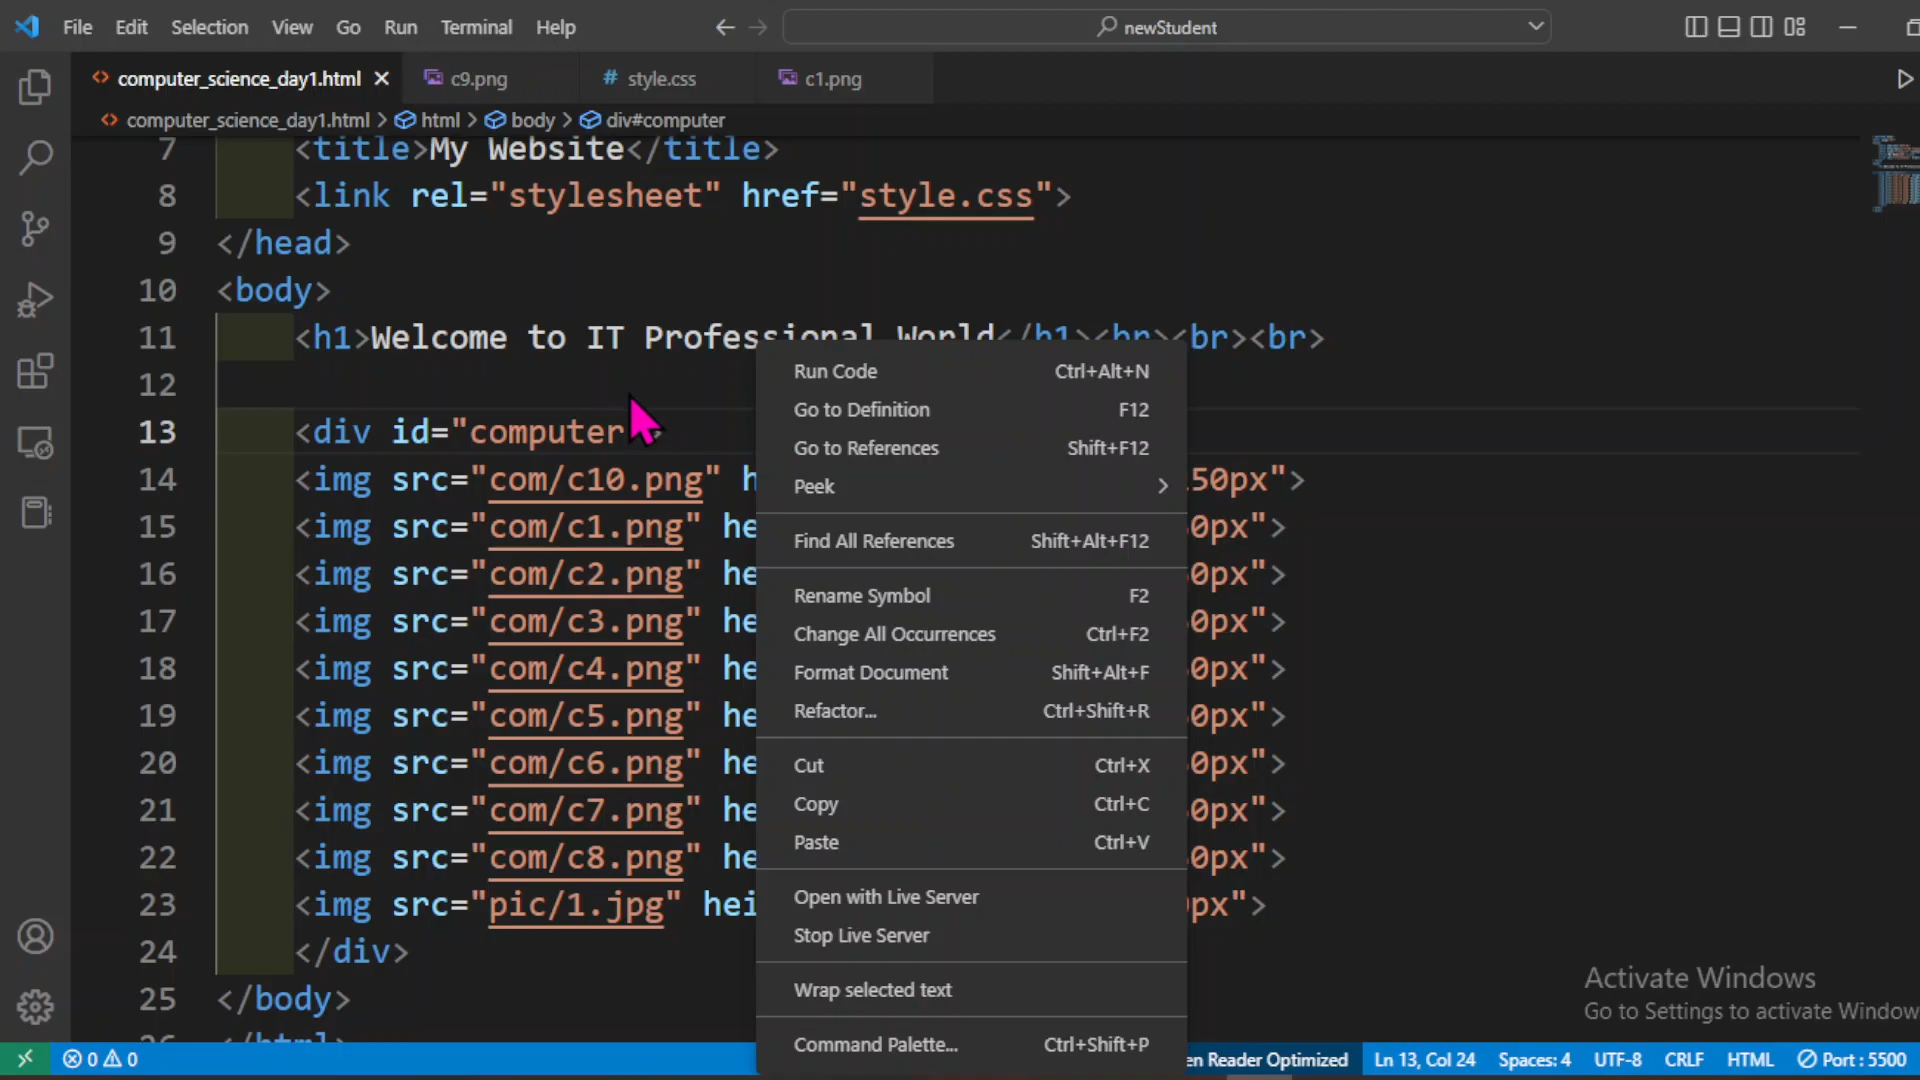 File Edit Selection View Go Run Terminal Help
newStudent
computer_science_day1.html c9.png # style.css c1.png
computer_science_day1.html > html > body > div#computer
7 <title>My Website</title>
8 <link rel="stylesheet" href="style.css">
9 </head>
10 <body>
11 <h1>Welcome to IT Professional World</h1><br><br><br>
12
13 <div id="computer
14 <img src="com/c10.png" h 50px">
15 <img src="com/c1.png" he 0px">
16 <img src="com/c2.png" he 0px">
17 <img src="com/c3.png" he 0px">
18 <img src="com/c4.png" he 0px">
19 <img src="com/c5.png" he 0px">
20 <img src="com/c6.png" he 0px">
21 <img src="com/c7.png" he 0px">
22 <img src="com/c8.png" he 0px">
23 <img src="pic/1.jpg" hei px">
24 </div>
25 </body>
Run Code Ctrl+Alt+N
Go to Definition F12
Go to References Shift+F12
Peek >
Find All References Shift+Alt+F12
Rename Symbol F2
Change All Occurrences Ctrl+F2
Format Document Shift+Alt+F
Refactor... Ctrl+Shift+R
Cut Ctrl+X
Copy Ctrl+C
Paste Ctrl+V
Open with Live Server
Stop Live Server
Wrap selected text
Command Palette... Ctrl+Shift+P
Activate Windows
Go to Settings to activate Window
0 0 en Reader Optimized Ln 13, Col 24 Spaces: 4 UTF-8 CRLF HTML Port : 5500